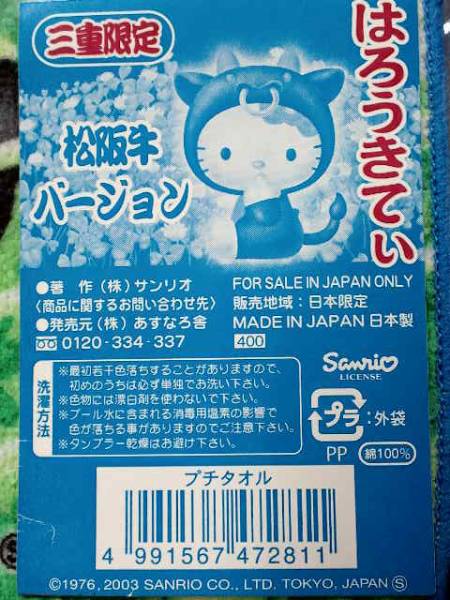 三重限定
はろうきてぃ
松阪牛
バージョン
●著 作(株)サンリオ
〈商品に関するお問い合わせ先〉
●発売元(株)あすなろ舎
0120-334-337
FOR SALE IN JAPAN ONLY
販売地域:日本限定
MADE IN JAPAN 日本製
400
洗濯方法
※最初若干色落ちすることがありますので、
初めのうちは必ず単独でお洗い下さい。
※色物には漂白剤を使わないで下さい。
※プール水に含まれる消毒用塩素の影響で
色が落ちる事がありますのでご注意下さい。
※タンブラー乾燥はお避け下さい。
Sanrio
LICENSE
プラ:外袋
PP
綿100%
プチタオル
4 991567 472811
©1976, 2003 SANRIO CO., LTD. TOKYO, JAPAN Ⓢ